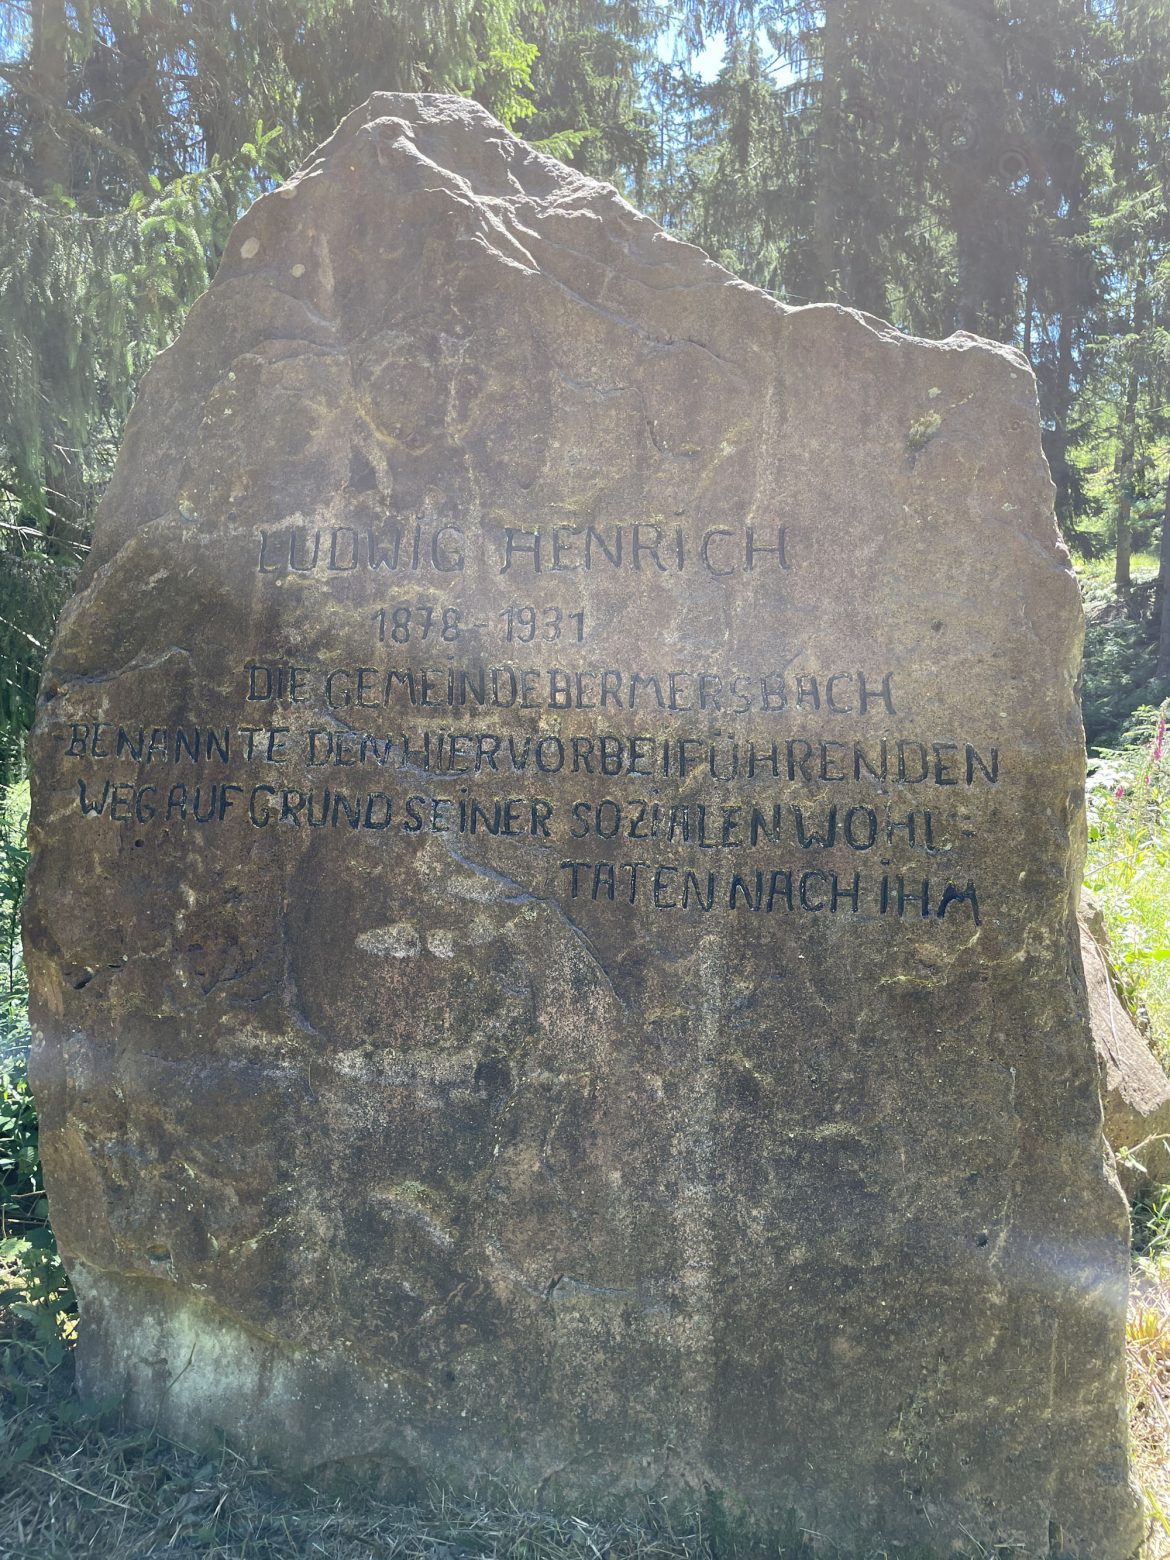 LUDWIG HENRICH
1878-1931
DIE GEMEINDE BERMERSBACH
BENANNTE DEN HIER VORBEIFÜHRENDEN
WEG AUFGRUND SEINER SOZIALEN WOHL-
TATEN NACH IHM